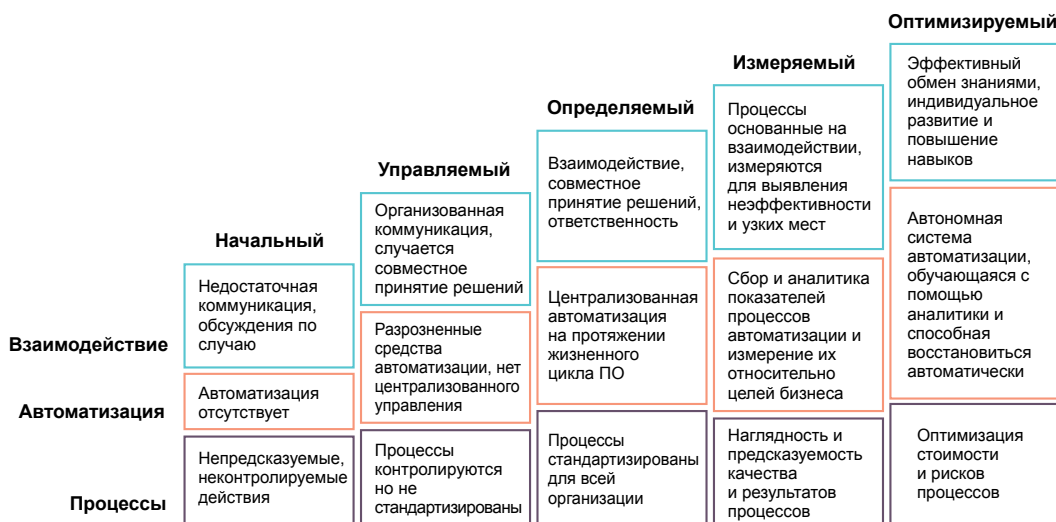 Оптимизируемый
Эффективный
обмен знаниями,
индивидуальное
развитие и
повышение
навыков
Измеряемый
Процессы
основанные на
взаимодействии,
измеряются
для выявления
неэффективности
и узких мест
Определяемый
Взаимодействие,
совместное
принятие решений,
ответственность
Управляемый
Организованная
коммуникация,
случается
совместное
принятие решений
Начальный
Недостаточная
коммуникация,
обсуждения по
случаю
Взаимодействие
Автономная
система
автоматизации,
обучающаяся с
помощью
аналитики и
способная
восстановиться
автоматически
Сбор и аналитика
показателей
процессов
автоматизации и
измерение их
относительно
целей бизнеса
Централизованная
автоматизация
на протяжении
жизненного
цикла ПО
Разрозненные
средства
автоматизации, нет
централизованного
управления
Автоматизация
отсутствует
Автоматизация
Непредсказуемые,
неконтролируемые
действия
Процессы
контролируются
но не
стандартизированы
Процессы
стандартизированы
для всей
организации
Наглядность и
предсказуемость
качества
и результатов
процессов
Оптимизация
стоимости
и рисков
процессов
Процессы